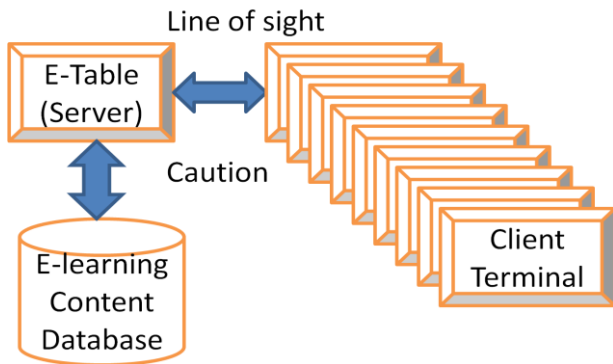 Line of sight
E-Table
(Server)
Caution
E-learning
Content
Database
Client
Terminal